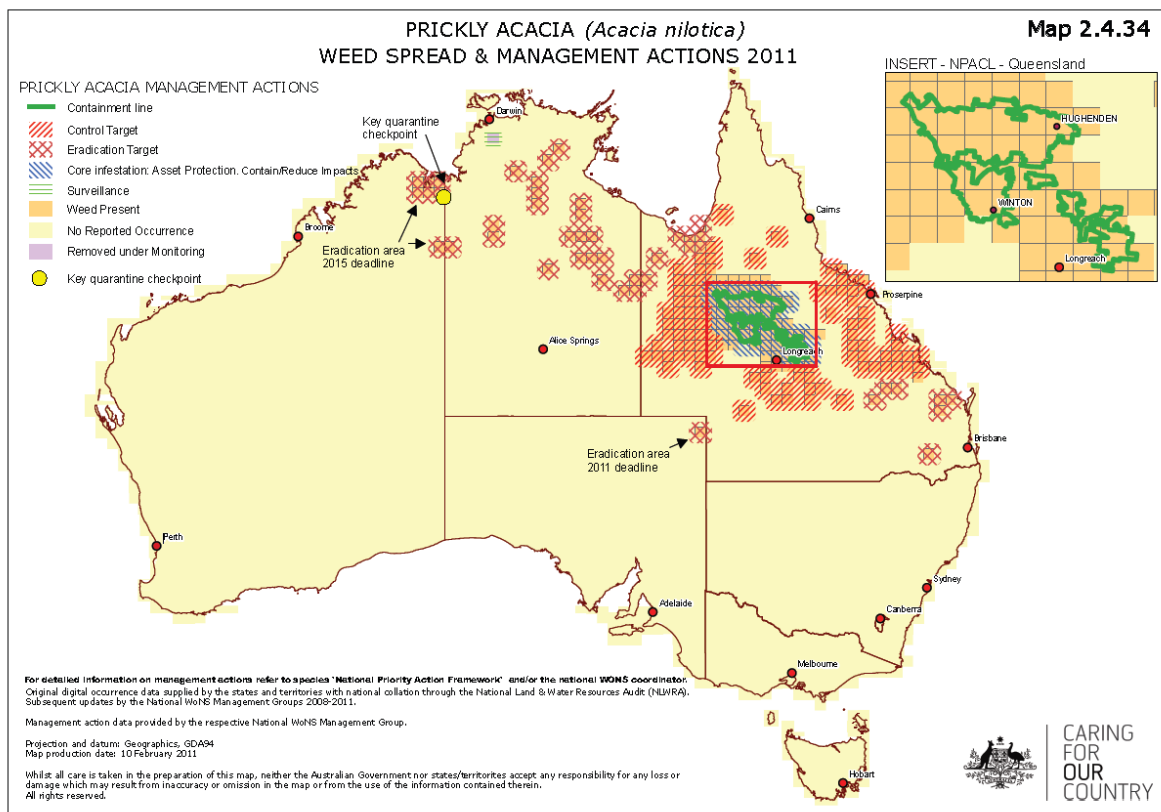 PRICKLY ACACIA (Acacia nilotica)
WEED SPREAD & MANAGEMENT ACTIONS 2011
Map 2.4.34
INSERT - NPACL - Queensland
HUGHENDEN
WINTON
Longreach
PRICKLY ACACIA MANAGEMENT ACTIONS
Containment line
Control Target
Eradication Target
Core infestation: Asset Protection. Contain/Reduce Impacts
Surveillance
Weed Present
No Reported Occurrence
Removed under Monitoring
Key quarantine checkpoint
Key quarantine
checkpoint
Darwin
Broome
Eradication area
2015 deadline
Cairns
Proserpine
Alice Springs
Longreach
Eradication area
2011 deadline
Brisbane
Perth
Sydney
Adelaide
Canberra
Melbourne
Hobart
For detailed information on management actions refer to species 'National Priority Action Framework' and/or the national WONS coordinator.
Original digital occurrence data supplied by the states and territories with national collation through the National Land & Water Resources Audit (NLWRA).
Subsequent updates by the National WoNS Management Groups 2008-2011.
Management action data provided by the respective National WoNS Management Group.
Projection and datum: Geographics, GDA94
Map production date: 10 February 2011
Whilst all care is taken in the preparation of this map, neither the Australian Government nor states/territorites accept any responsibility for any loss or
damage which may result from inaccuracy or omission in the map or from the use of the information contained therein.
All rights reserved.
CARING
FOR
OUR
COUNTRY